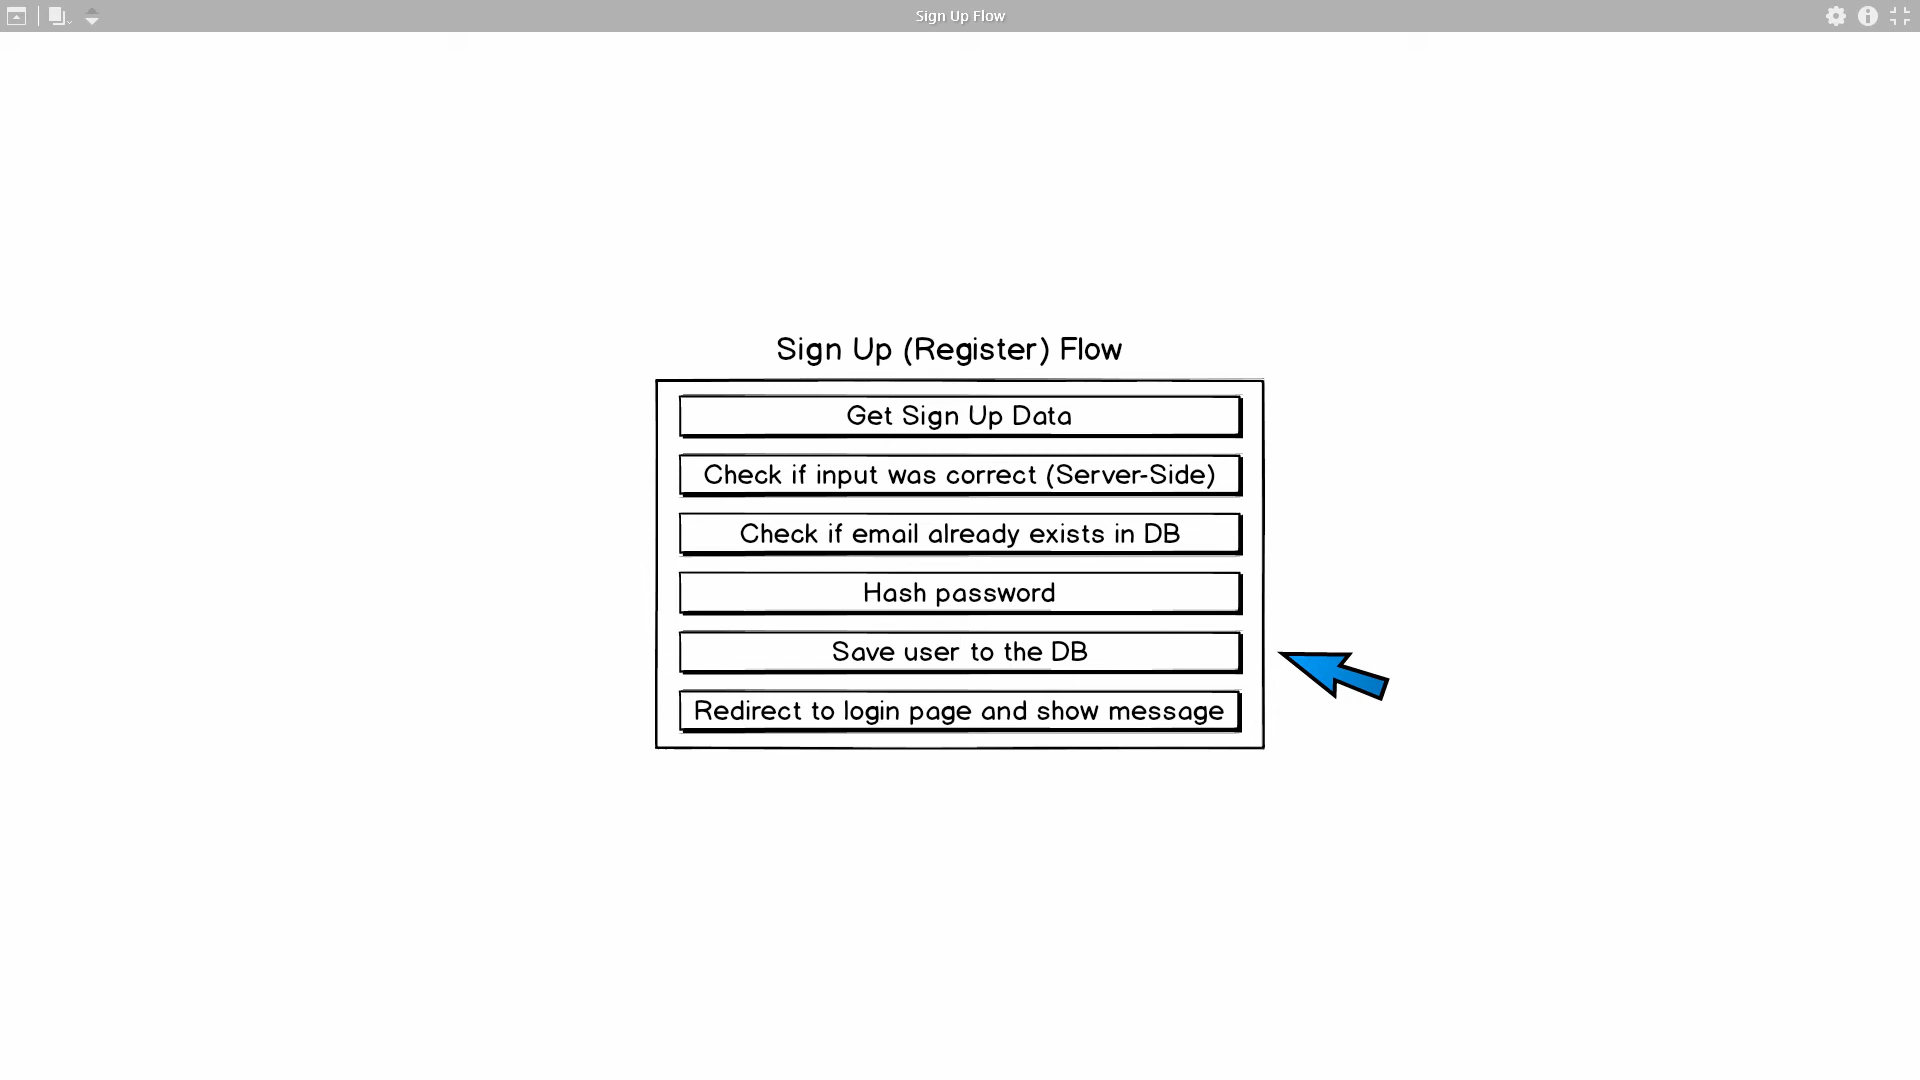 Sign Up Flow
Sign Up (Register) Flow
Get Sign Up Data
Check if input was correct (Server-Side)
Check if email already exists in DB
Hash password
Save user to the DB
Redirect to login page and show message